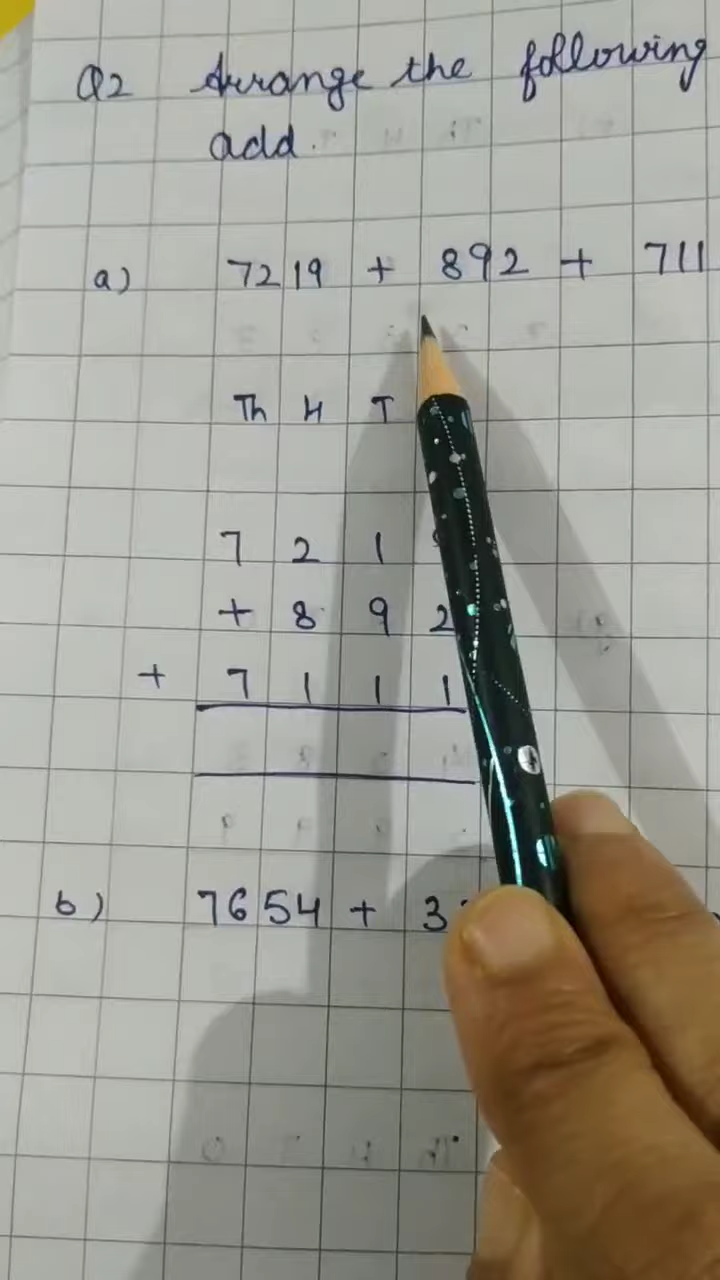 Q2 Arrange the following
add.
a) 7219 + 892 + 711
Th H T
7 2 1
+ 8 9 2
+ 7 1 1 1
b) 7654 + 3